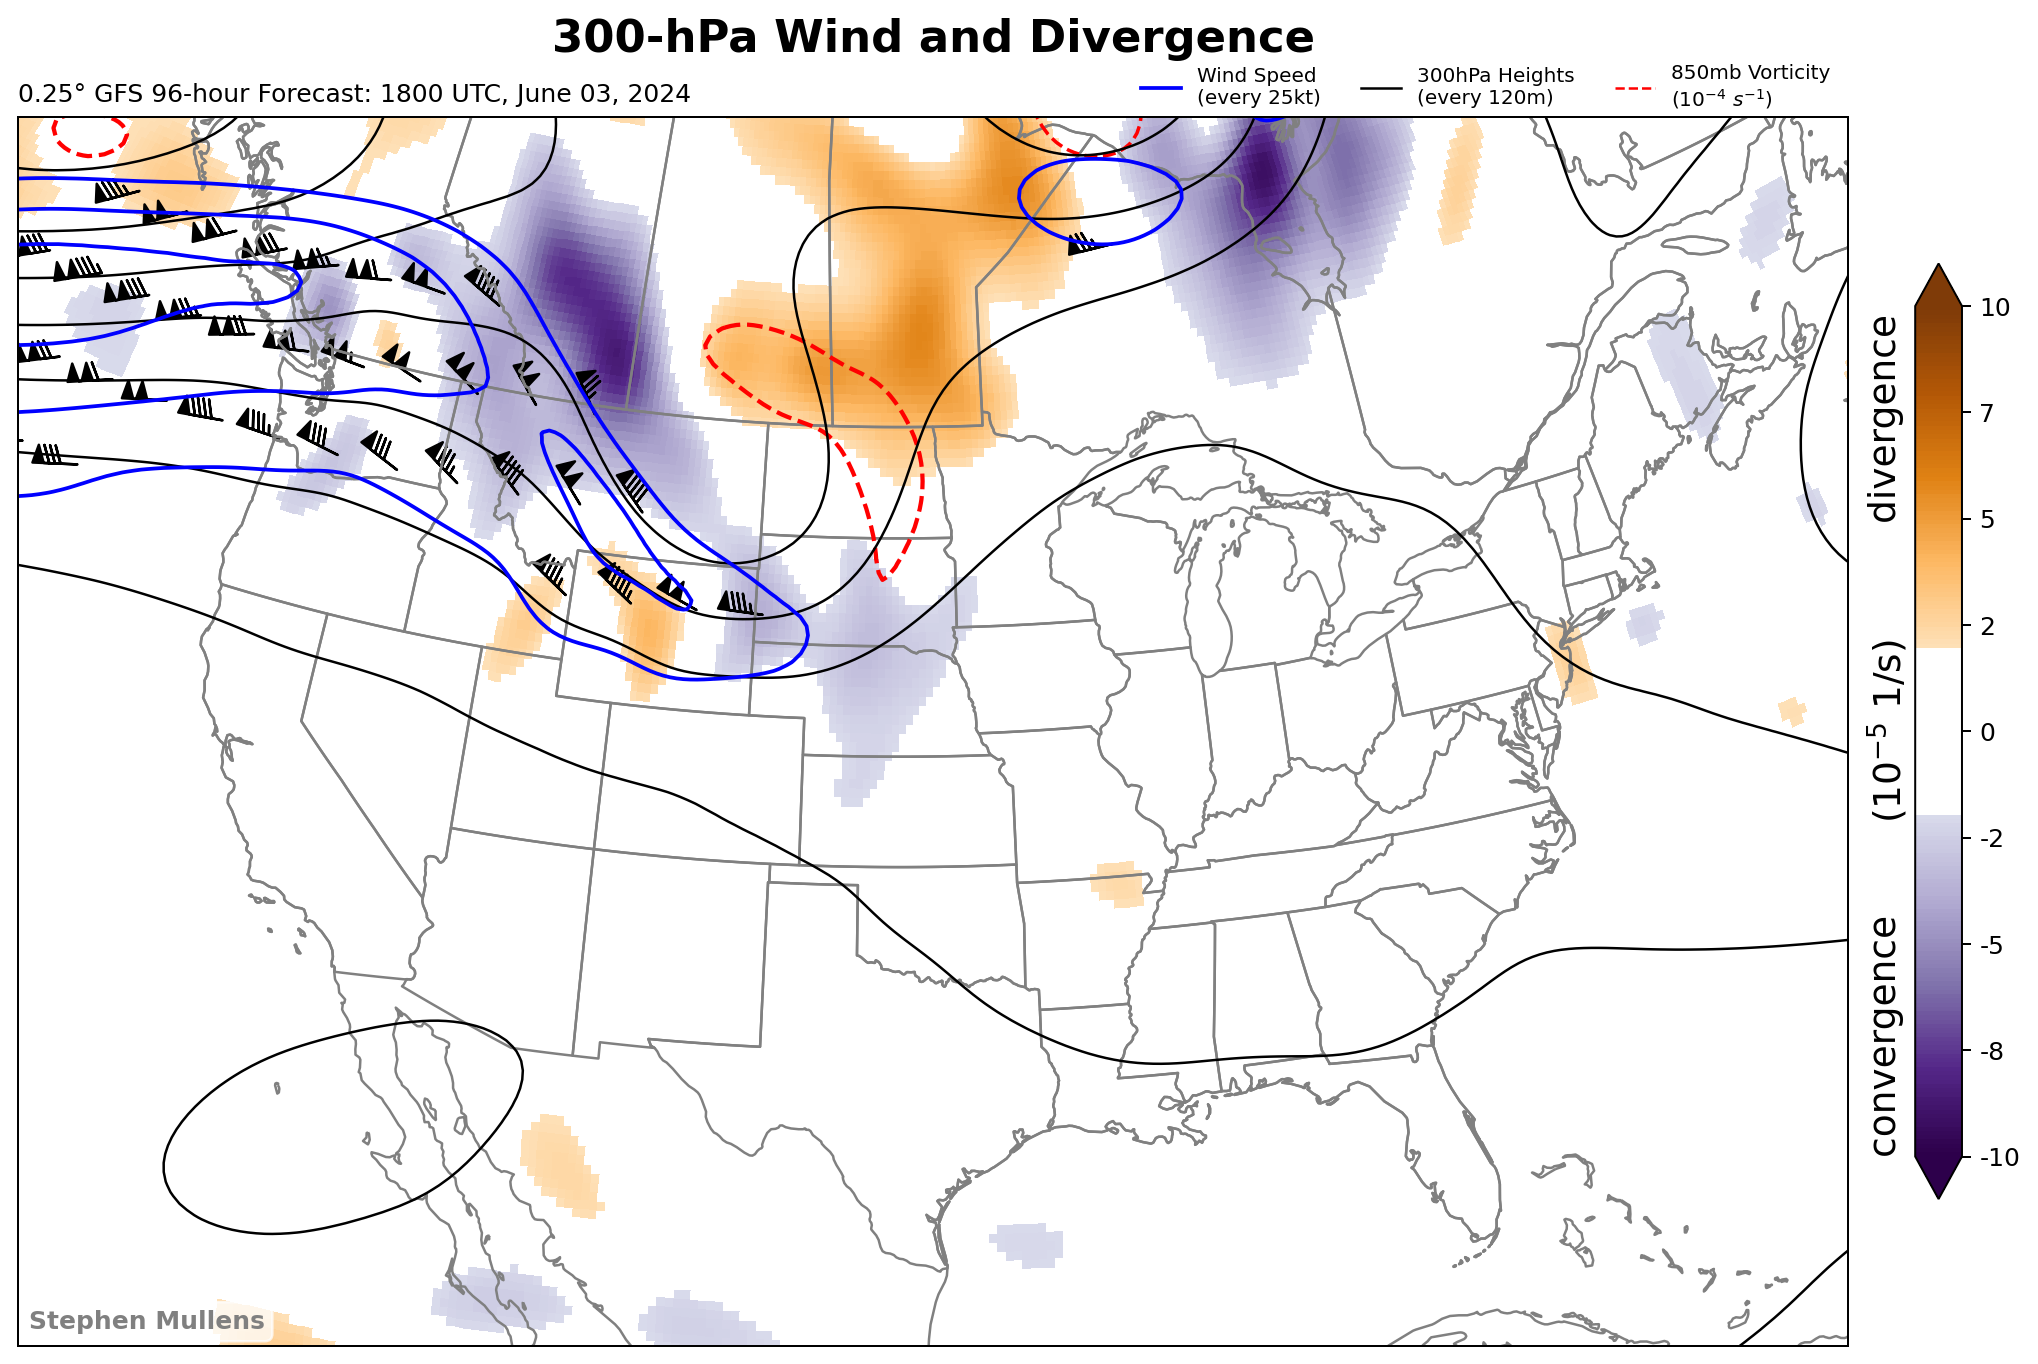 300-hPa Wind and Divergence
0.25° GFS 96-hour Forecast: 1800 UTC, June 03, 2024
Wind Speed
(every 25kt)
300hPa Heights
(every 120m)
850mb Vorticity
(10⁻⁴ s⁻¹)
10
7
5
2
0
-2
-5
-8
-10
convergence (10⁻⁵ 1/s) divergence
Stephen Mullens